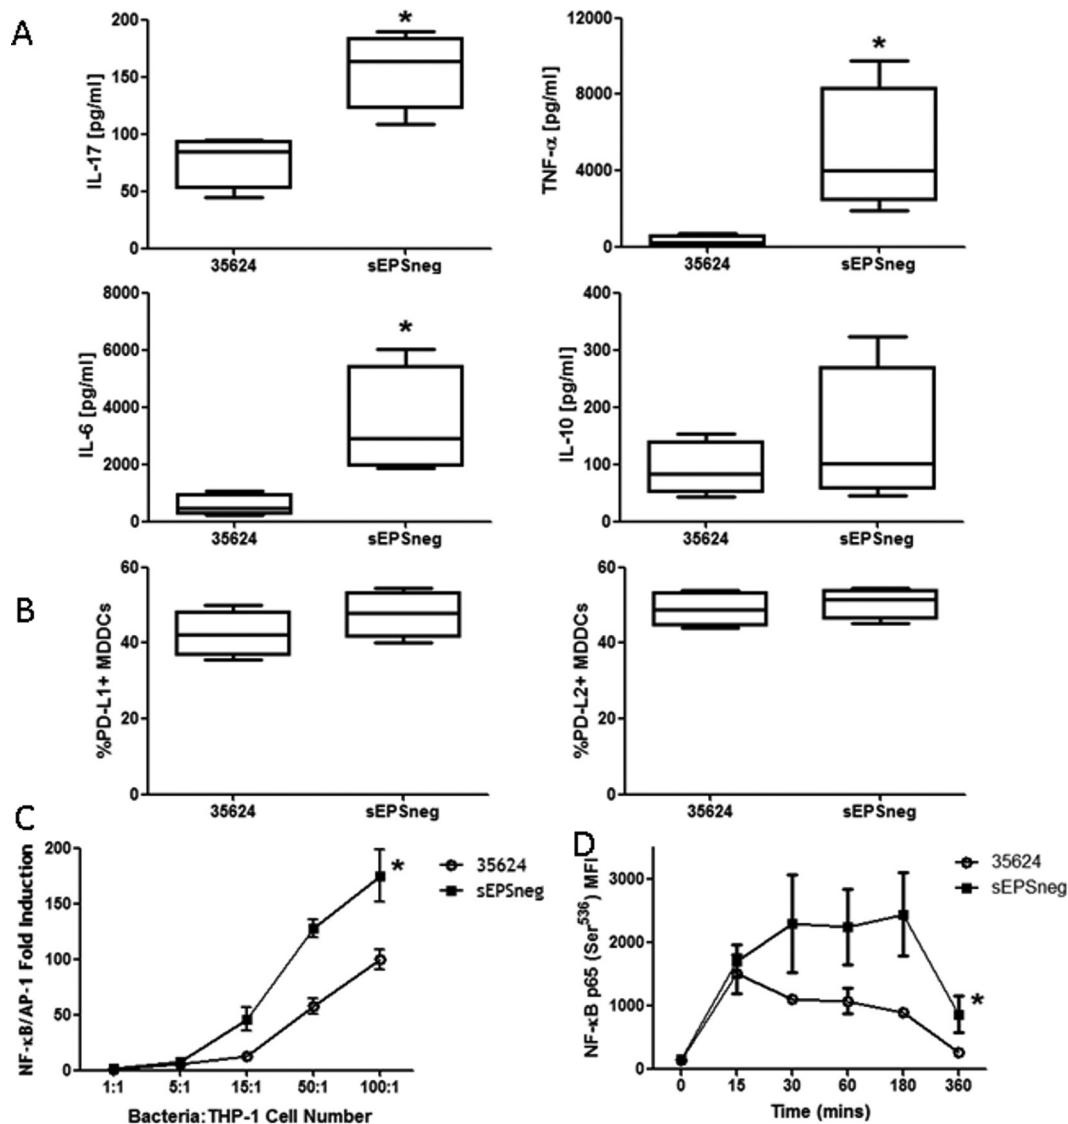 A
IL-17 [pg/ml]
200
150
100
50
0
*
35624 sEPSneg
TNF-α [pg/ml]
12000
8000
4000
0
*
35624 sEPSneg
IL-6 [pg/ml]
8000
6000
4000
2000
0
*
35624 sEPSneg
IL-10 [pg/ml]
400
300
200
100
0
35624 sEPSneg
B
%PD-L1+ MDDCs
60
40
20
0
35624 sEPSneg
%PD-L2+ MDDCs
60
40
20
0
35624 sEPSneg
C
NF-κB/AP-1 Fold Induction
200
150
100
50
0
*
35624
sEPSneg
1:1 5:1 15:1 50:1 100:1
Bacteria:THP-1 Cell Number
D
NF-κB p65 (Ser⁵³⁶) MFI
3000
2000
1000
0
*
35624
sEPSneg
0 15 30 60 180 360
Time (mins)